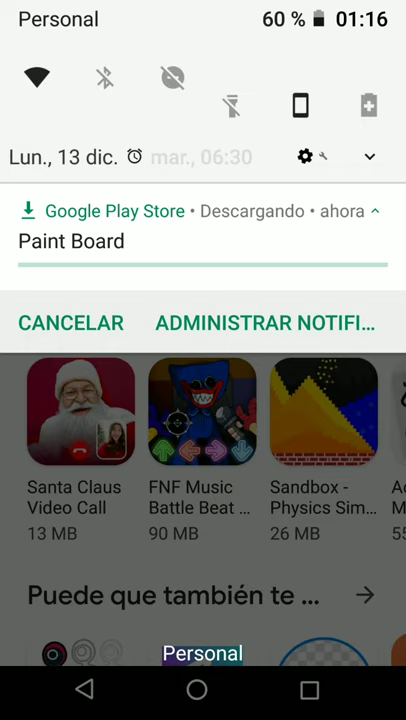 Personal 60 % 01:16
Lun., 13 dic. mar., 06:30
Google Play Store • Descargando • ahora
Paint Board
CANCELAR ADMINISTRAR NOTIFI...
Santa Claus Video Call
13 MB
FNF Music Battle Beat ...
90 MB
Sandbox - Physics Sim...
26 MB
Puede que también te ...
Personal